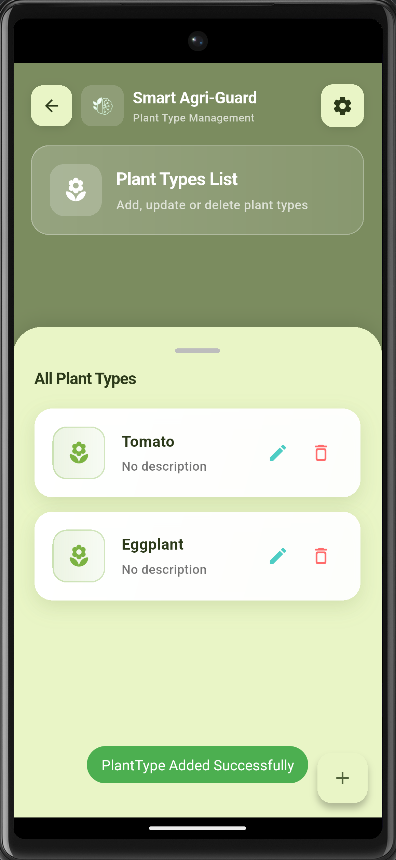 Smart Agri-Guard
Plant Type Management
Plant Types List
Add, update or delete plant types
All Plant Types
Tomato
No description
Eggplant
No description
PlantType Added Successfully